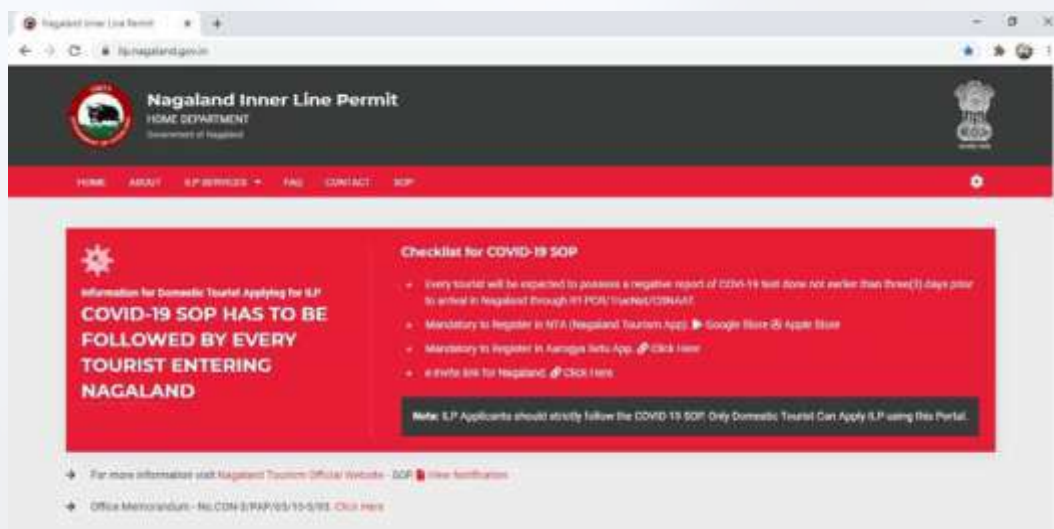 Nagaland Inner Line Permit
ilp.nagaland.gov.in
Nagaland Inner Line Permit
HOME DEPARTMENT
Government of Nagaland
HOME ABOUT ILP SERVICES FAQ CONTACT SOP
Information for Domestic Tourist Applying for ILP
COVID-19 SOP HAS TO BE
FOLLOWED BY EVERY
TOURIST ENTERING
NAGALAND
Checklist for COVID-19 SOP
Every tourist will be expected to possess a negative report of COVI-19 test done not earlier than three(3) days prior
to arrival in Nagaland through RT-PCR/TrueNat/CBNAAT.
Mandatory to Register in NTA (Nagaland Tourism App). Google Store Apple Store
Mandatory to Register in Aarogya Setu App. Click Here
e-Invite link for Nagaland. Click Here
Note: ILP Applicants should strictly follow the COVID 19 SOP. Only Domestic Tourist Can Apply ILP using this Portal.
For more information visit Nagaland Tourism Official Website - SOP View Notification
Office Memorandum - Click Here